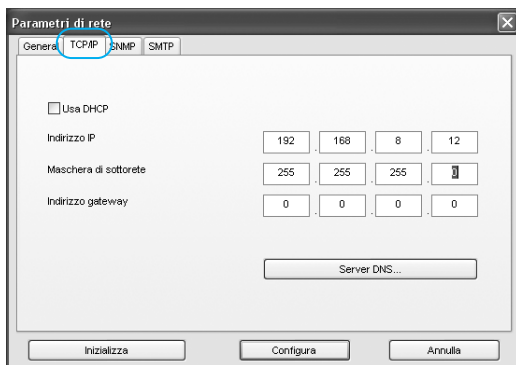 Parametri di rete
General TCP/IP SNMP SMTP
Usa DHCP
Indirizzo IP 192 . 168 . 8 . 12
Maschera di sottorete 255 . 255 . 255 . 0
Indirizzo gateway 0 . 0 . 0 . 0
Server DNS...
Inizializza Configura Annulla